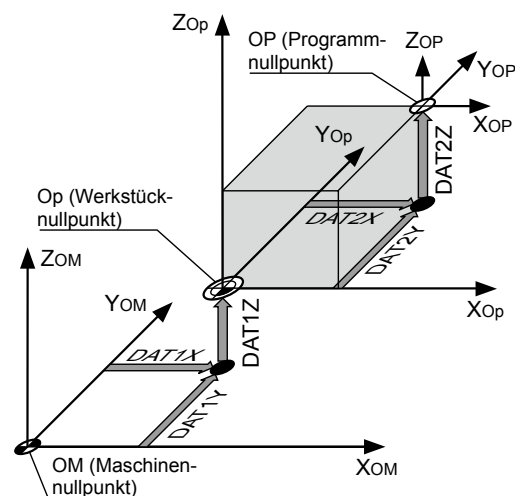 ZOp
OP (Programm-
nullpunkt)
ZOP
YOP
XOP
YOp
DAT2Z
Op (Werkstück-
nullpunkt)
DAT2X
DAT2Y
ZOM
XOp
YOM
DAT1Z
DAT1X
DAT1Y
OM (Maschinen-
nullpunkt)
XOM